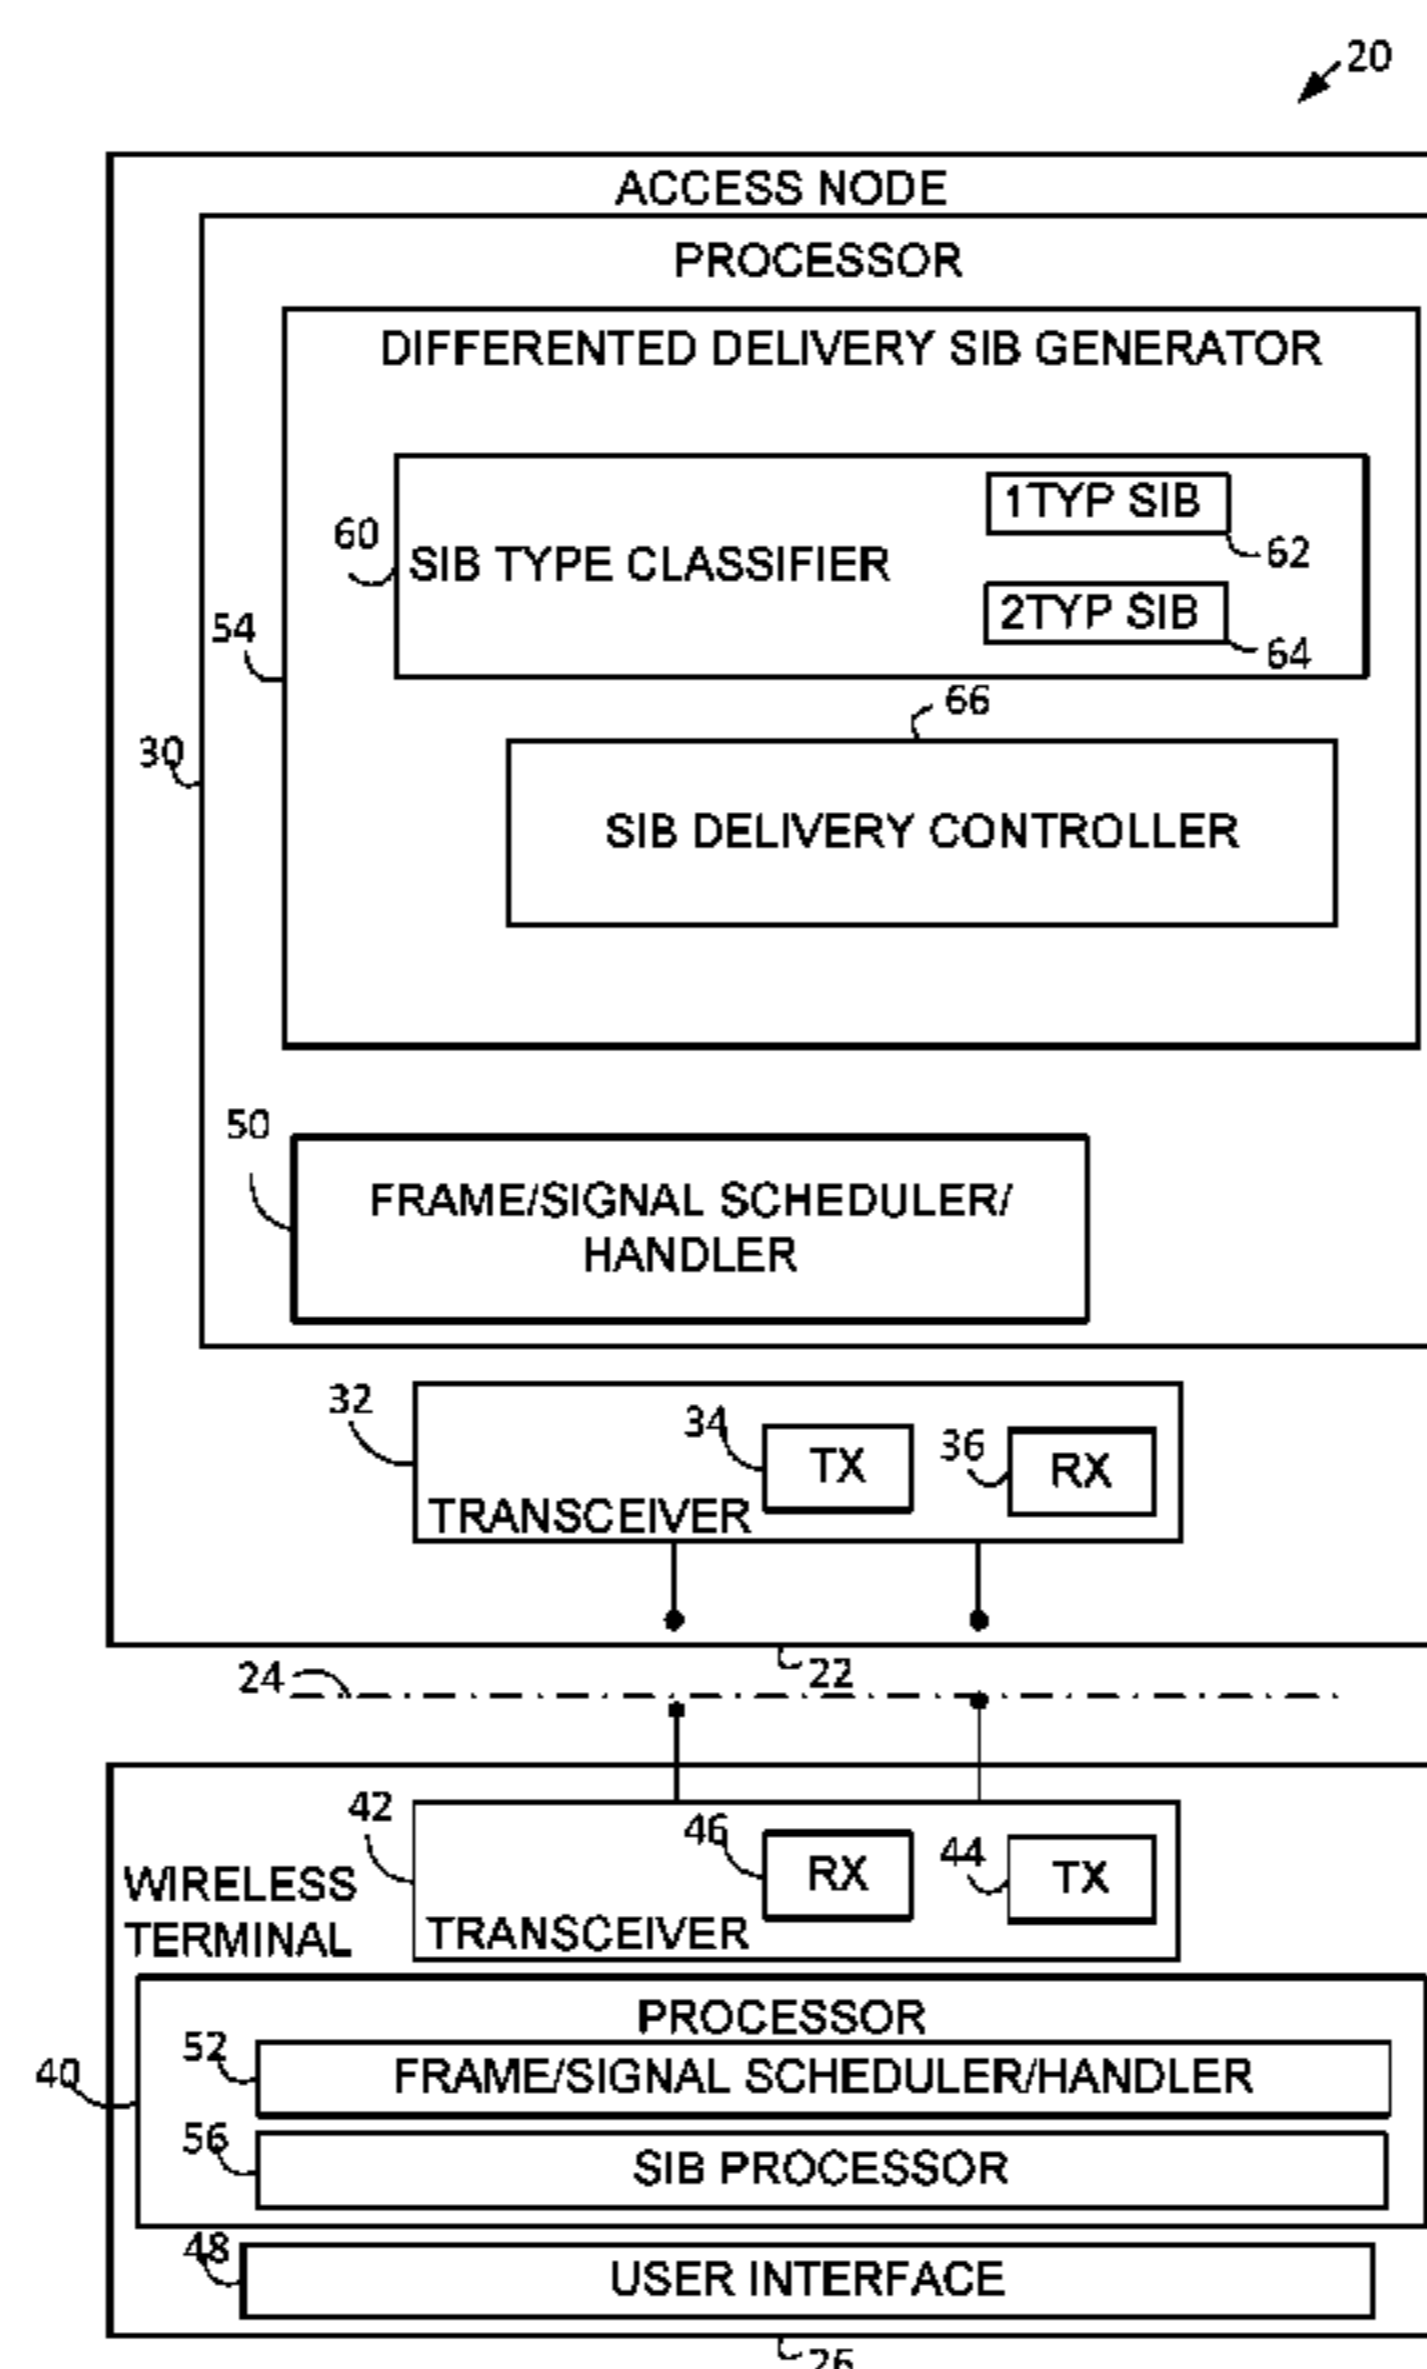 20
ACCESS NODE
PROCESSOR
DIFFERENTED DELIVERY SIB GENERATOR
1TYP SIB
60
62
SIB TYPE CLASSIFIER
2TYP SIB
54
64
66
30
SIB DELIVERY CONTROLLER
50
FRAME/SIGNAL SCHEDULER/
HANDLER
32
34
TX
36
RX
TRANSCEIVER
22
24
42
46
RX
44
TX
WIRELESS
TERMINAL
TRANSCEIVER
PROCESSOR
52
FRAME/SIGNAL SCHEDULER/HANDLER
40
56
SIB PROCESSOR
48
USER INTERFACE
26